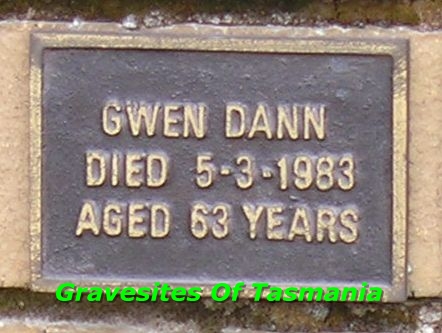 GWEN DANN
DIED 5-3-1983
AGED 63 YEARS
Gravesites Of Tasmania